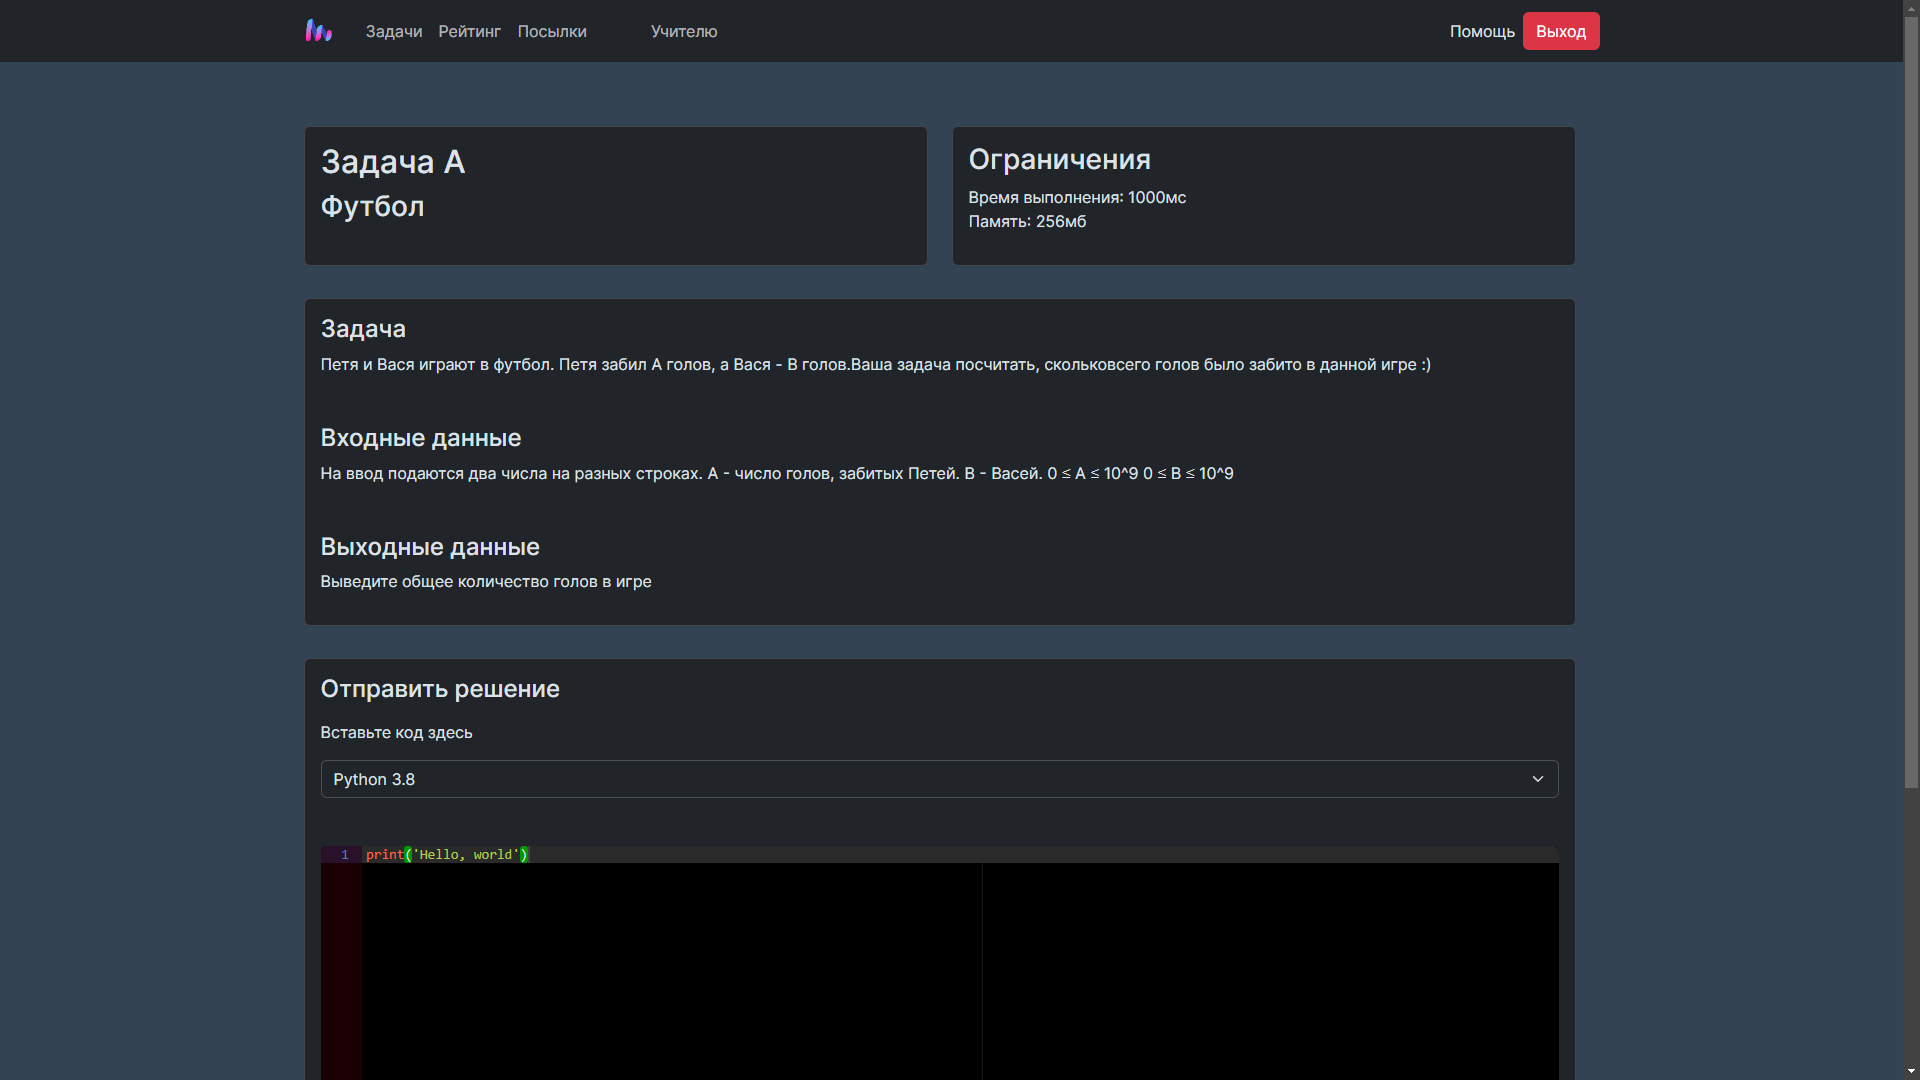 Задачи Рейтинг Посылки Учителю Помощь Выход
Задача A
Футбол
Ограничения
Время выполнения: 1000мс
Память: 256мб
Задача
Петя и Вася играют в футбол. Петя забил А голов, а Вася - В голов.Ваша задача посчитать, скольковсего голов было забито в данной игре :)
Входные данные
На ввод подаются два числа на разных строках. А - число голов, забитых Петей. В - Васей. 0 ≤ A ≤ 10^9 0 ≤ B ≤ 10^9
Выходные данные
Выведите общее количество голов в игре
Отправить решение
Вставьте код здесь
Python 3.8
1 print('Hello, world')